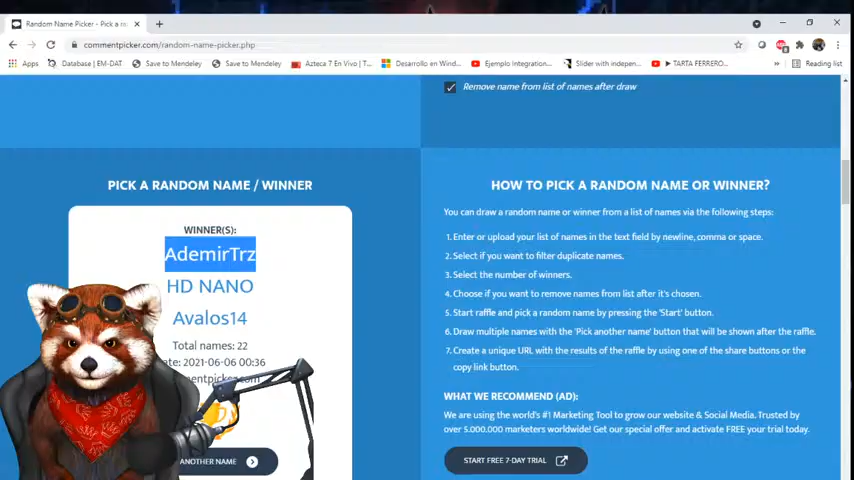 Random Name Picker - Pick a ra
commentpicker.com/random-name-picker.php
Apps
Database | EM-DAT
Save to Mendeley
Save to Mendeley
Azteca 7 En Vivo | T...
Desarrollo en Wind...
Ejemplo Integration...
Slider with indepen...
TARTA FERRERO...
»
Reading list
Remove name from list of names after draw
PICK A RANDOM NAME / WINNER
WINNER(S):
AdemirTrz
HD NANO
Avalos14
Total names: 22
ate: 2021-06-06 00:36
mentpicker.com
ANOTHER NAME
HOW TO PICK A RANDOM NAME OR WINNER?
You can draw a random name or winner from a list of names via the following steps:
1. Enter or upload your list of names in the text field by newline, comma or space.
2. Select if you want to filter duplicate names.
3. Select the number of winners.
4. Choose if you want to remove names from list after it's chosen.
5. Start raffle and pick a random name by pressing the 'Start' button.
6. Draw multiple names with the 'Pick another name' button that will be shown after the raffle.
7. Create a unique URL with the results of the raffle by using one of the share buttons or the
copy link button.
WHAT WE RECOMMEND (AD):
We are using the world's #1 Marketing Tool to grow our website & Social Media. Trusted by
over 5.000.000 marketers worldwide! Get our special offer and activate FREE your trial today.
START FREE 7-DAY TRIAL